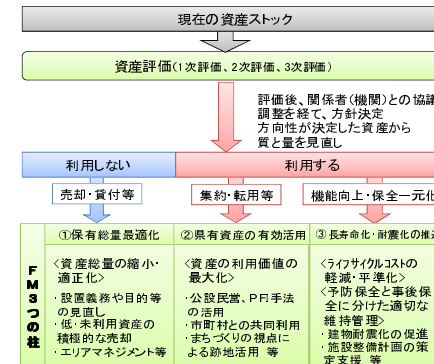 現在の資産ストック
資産評価(1次評価、2次評価、3次評価)
評価後、関係者(機関)との協議
調整を経て、方針決定
方向性が決定した資産から
質と量を見直し
利用しない
利用する
売却・貸付等
集約・転用等
機能向上・保全一元化
FM3つの柱
①保有総量最適化
<資産総量の縮小・
適正化>
・設置義務や目的等
の見直し
・低・未利用資産の
積極的な売却
・エリアマネジメント等
②県有資産の有効活用
<資産の利用価値の
最大化>
・公設民営、PFI手法
の活用
・市町村との共同利用
・まちづくりの視点に
よる跡地活用 等
③長寿命化・耐震化の推
<ライフサイクルコストの
軽減・平準化>
<予防保全と事後保
全に分けた適切な
維持管理>
・建物耐震化の促進
・施設整備計画の策
定支援 等